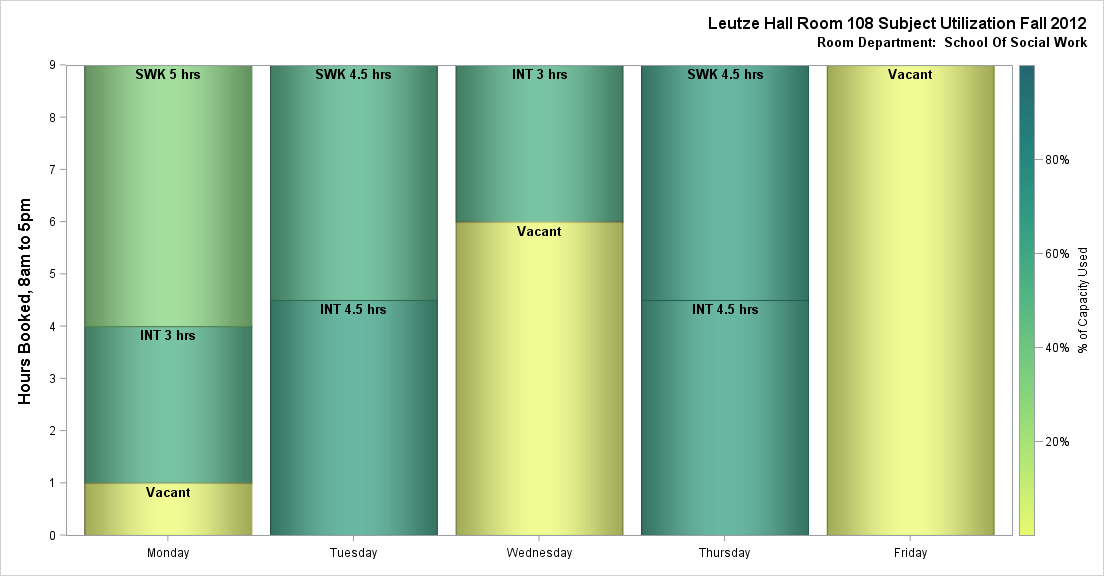 Leutze Hall Room 108 Subject Utilization Fall 2012
Room Department:  School Of Social Work
Hours Booked, 8am to 5pm
9
8
7
6
5
4
3
2
1
0
SWK 5 hrs
INT 3 hrs
Vacant
SWK 4.5 hrs
INT 4.5 hrs
INT 3 hrs
Vacant
SWK 4.5 hrs
INT 4.5 hrs
Vacant
Monday
Tuesday
Wednesday
Thursday
Friday
80%
60%
40%
20%
% of Capacity Used